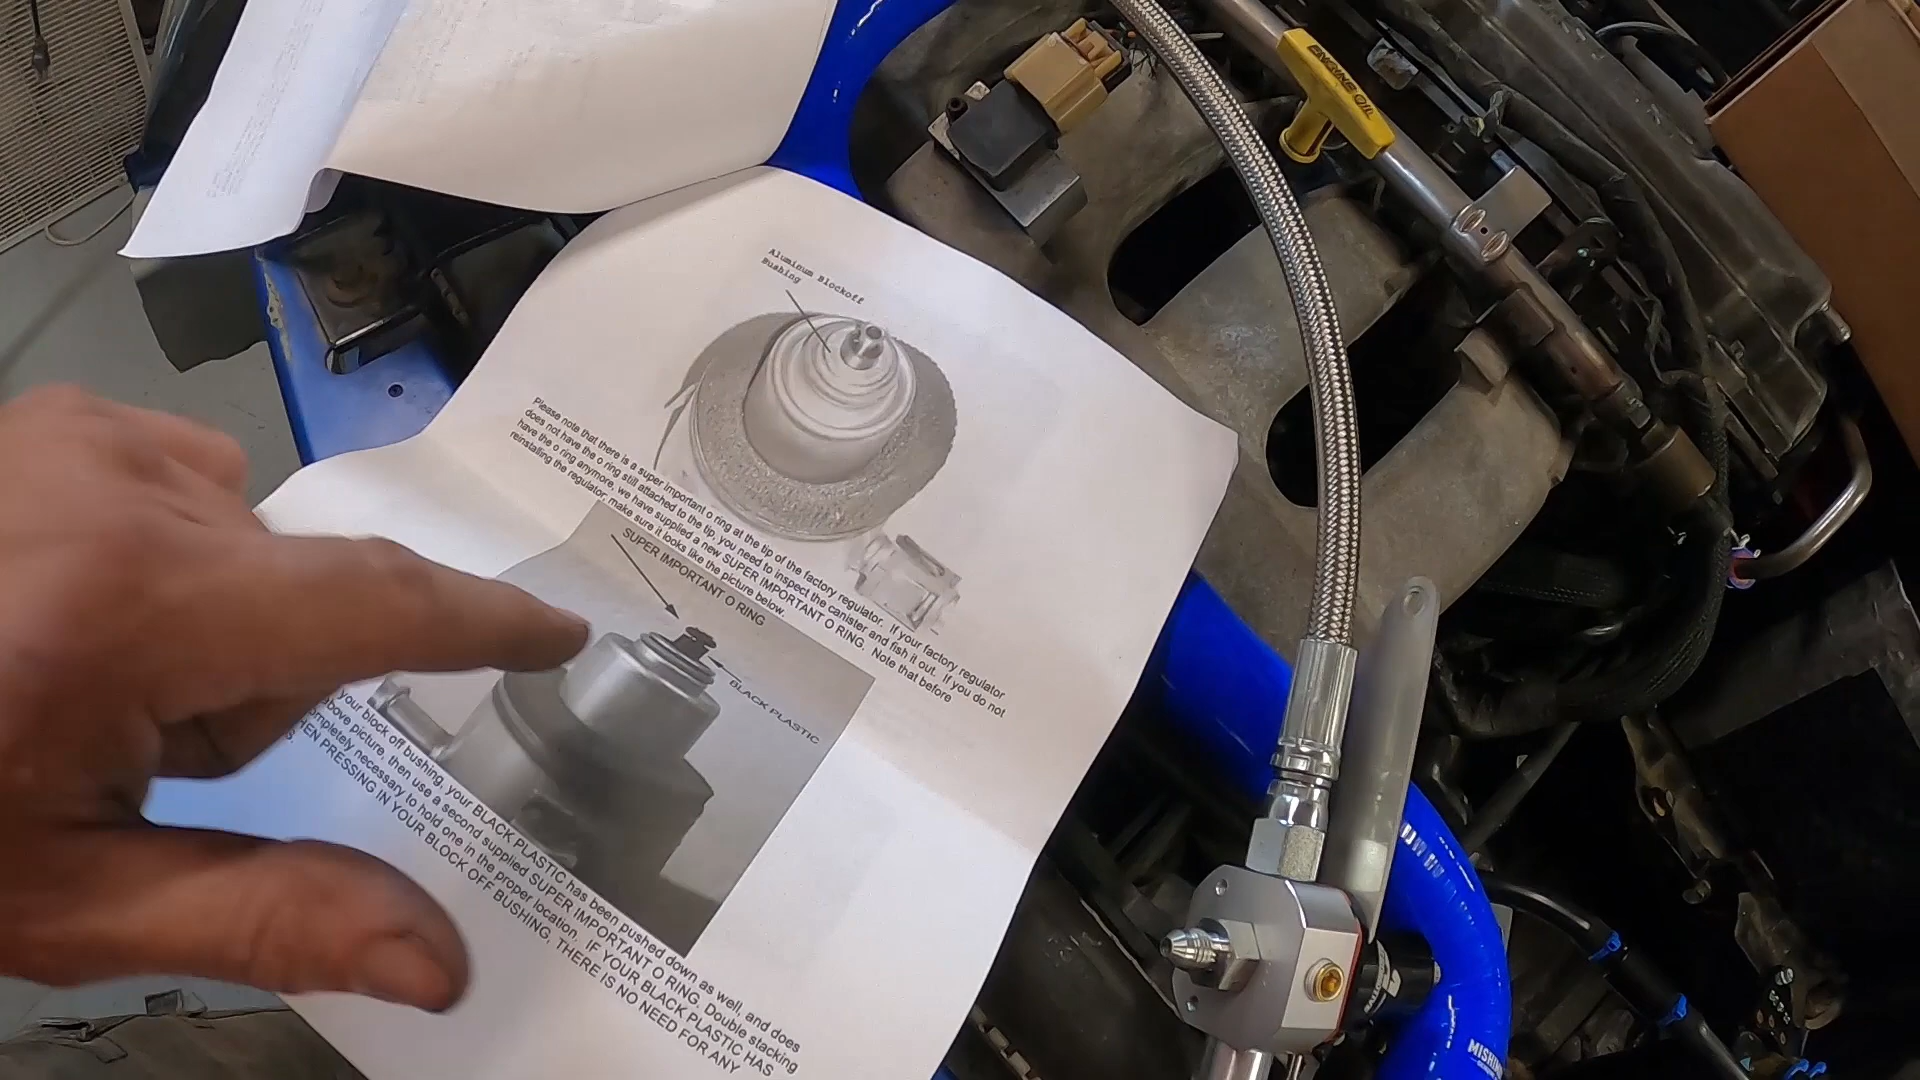 ENGINE OIL
Aluminum Blockoff
Bushing
Please note that there is a super important o ring at the tip of the factory regulator. If your factory regulator
does not have the o ring still attached to the tip, you need to inspect the canister and fish it out. If you do not
have the o ring anymore, we have supplied a new SUPER IMPORTANT O RING. Note that before
reinstalling the regulator, make sure it looks like the picture below.
SUPER IMPORTANT O RING
BLACK PLASTIC
your block off bushing, your BLACK PLASTIC has been pushed down as well, and does
above picture, then use a second supplied SUPER IMPORTANT O RING. Double stacking
completely necessary to hold one in the proper location. IF YOUR BLACK PLASTIC HAS
WHEN PRESSING IN YOUR BLOCK OFF BUSHING, THERE IS NO NEED FOR ANY